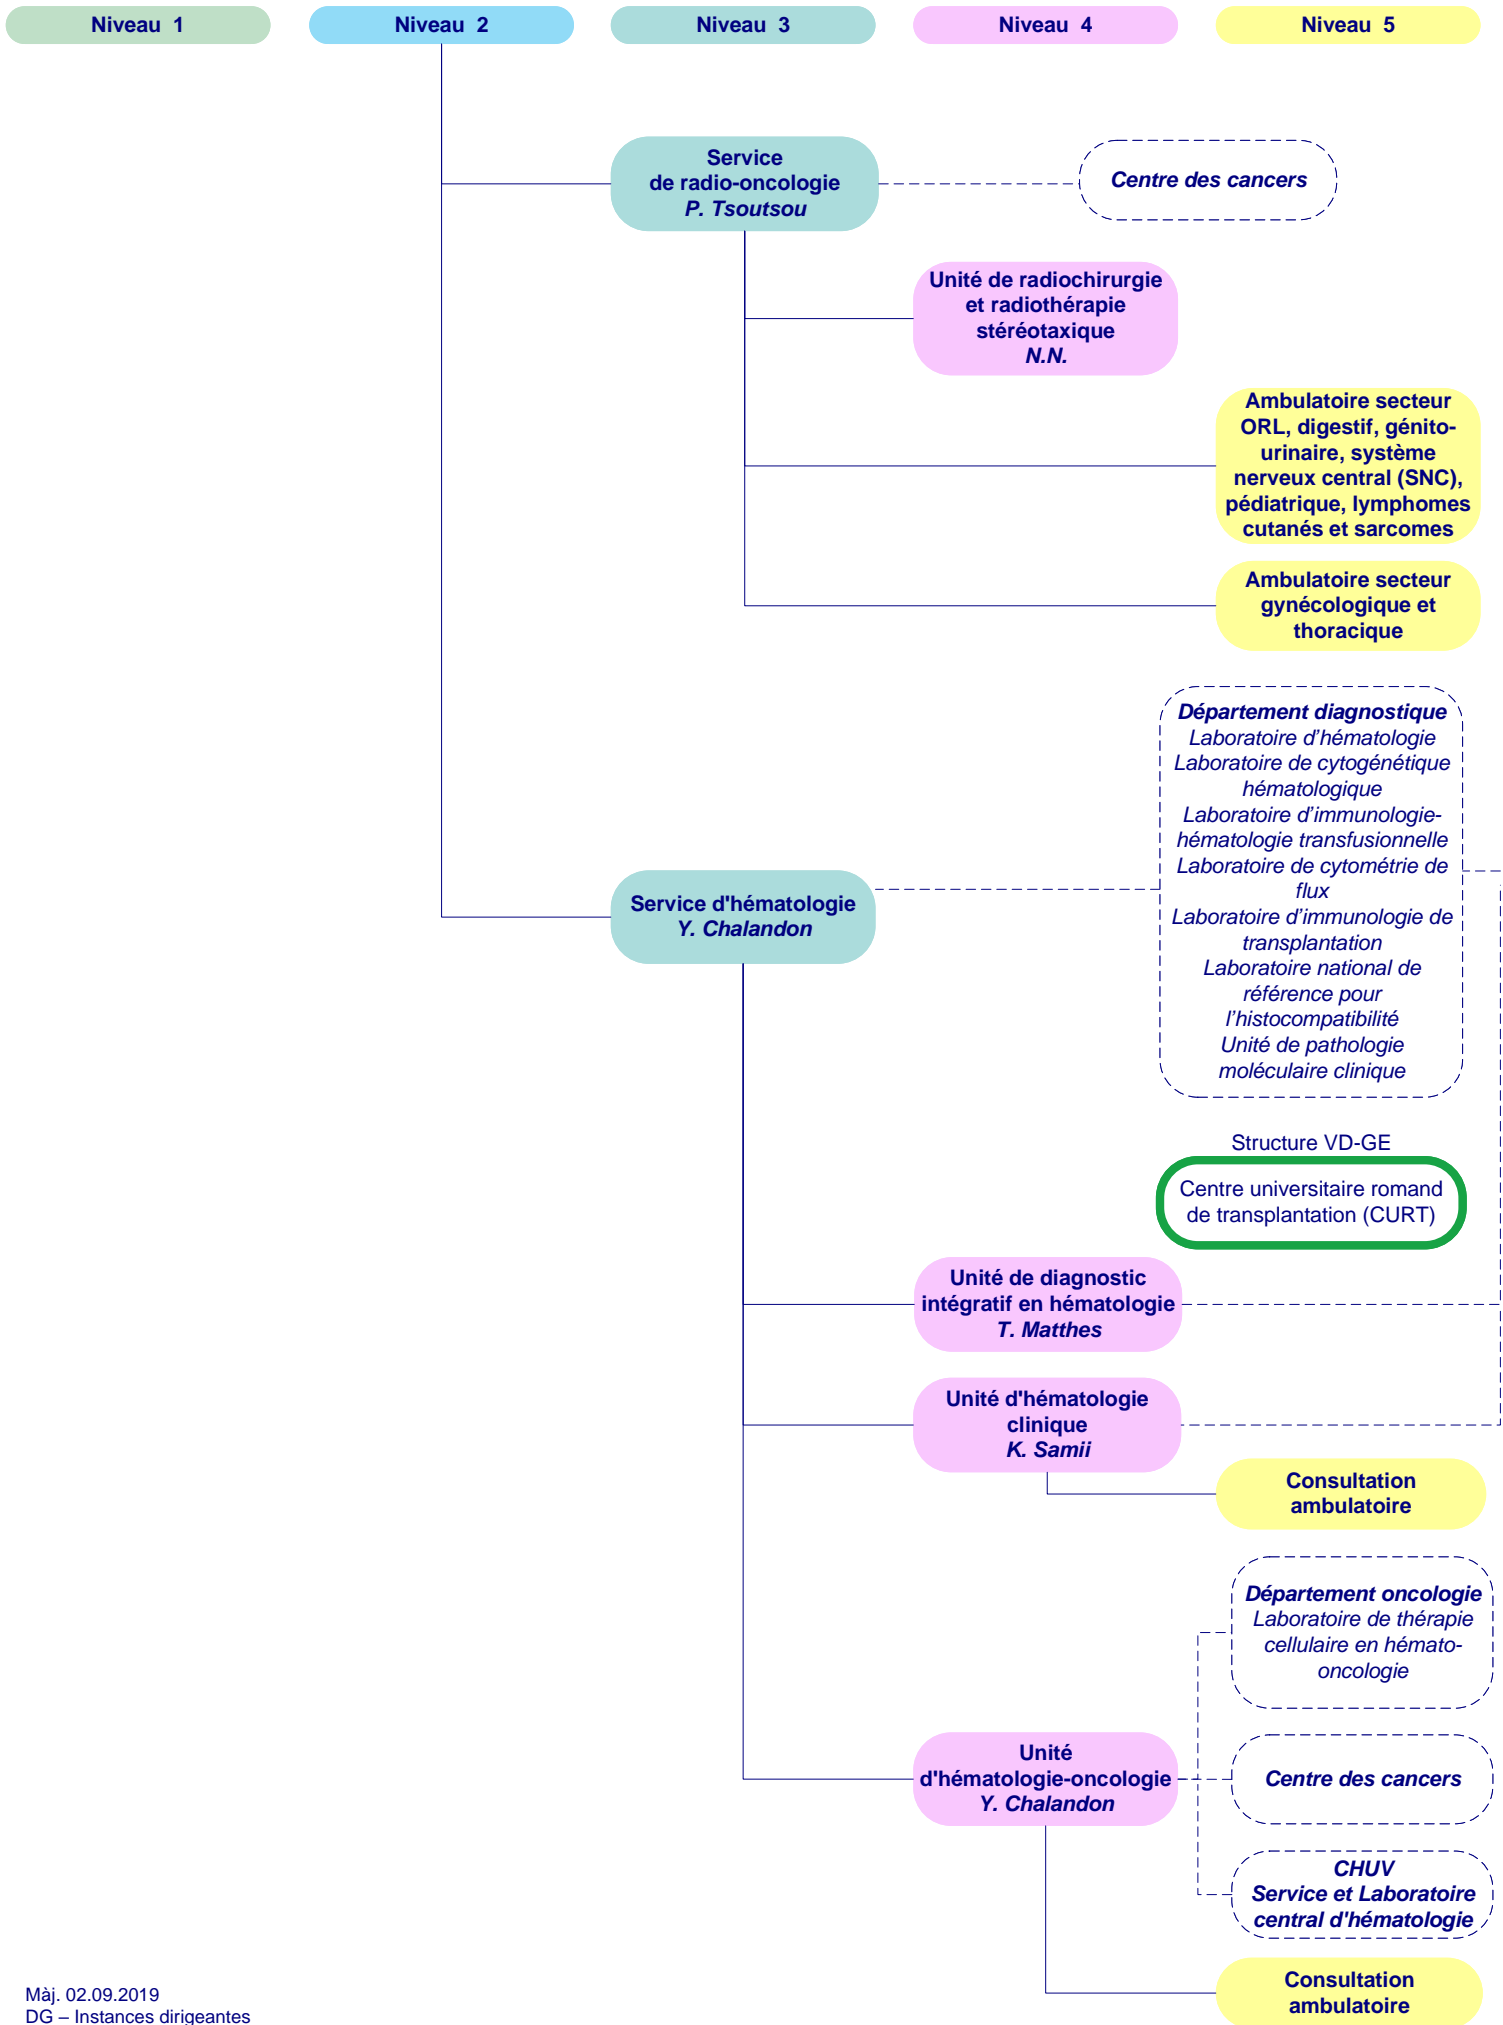 Niveau 1
Niveau 2
Niveau 3
Niveau 4
Niveau 5
Service
de radio-oncologie
P. Tsoutsou
Centre des cancers
Unité de radiochirurgie
et radiothérapie
stéréotaxique
N.N.
Ambulatoire secteur
ORL, digestif, génito-
urinaire, système
nerveux central (SNC),
pédiatrique, lymphomes
cutanés et sarcomes
Ambulatoire secteur
gynécologique et
thoracique
Département diagnostique
Laboratoire d’hématologie
Laboratoire de cytogénétique
hématologique
Laboratoire d’immunologie-
hématologie transfusionnelle
Laboratoire de cytométrie de
flux
Laboratoire d’immunologie de
transplantation
Laboratoire national de
référence pour
l’histocompatibilité
Unité de pathologie
moléculaire clinique
Service d'hématologie
Y. Chalandon
Structure VD-GE
Centre universitaire romand
de transplantation (CURT)
Unité de diagnostic
intégratif en hématologie
T. Matthes
Unité d'hématologie
clinique
K. Samii
Consultation
ambulatoire
Département oncologie
Laboratoire de thérapie
cellulaire en hémato-
oncologie
Unité
d'hématologie-oncologie
Y. Chalandon
Centre des cancers
CHUV
Service et Laboratoire
central d'hématologie
Consultation
ambulatoire
Màj. 02.09.2019
DG – Instances dirigeantes